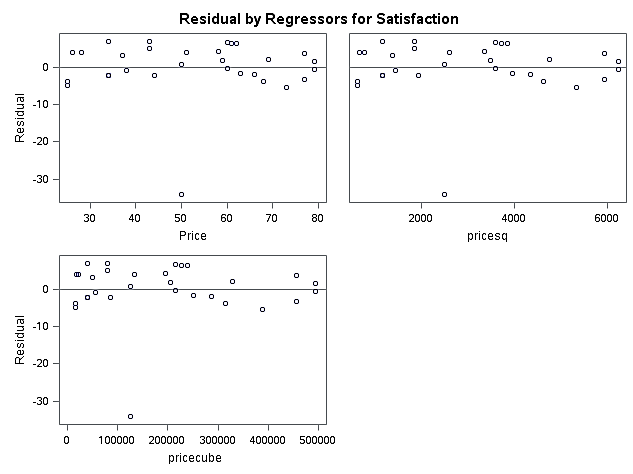 Residual by Regressors for Satisfaction
0
-10
-20
-30
Residual
30 40 50 60 70 80
Price
2000 4000 6000
pricesq
0
-10
-20
-30
Residual
0 100000 200000 300000 400000 500000
pricecube